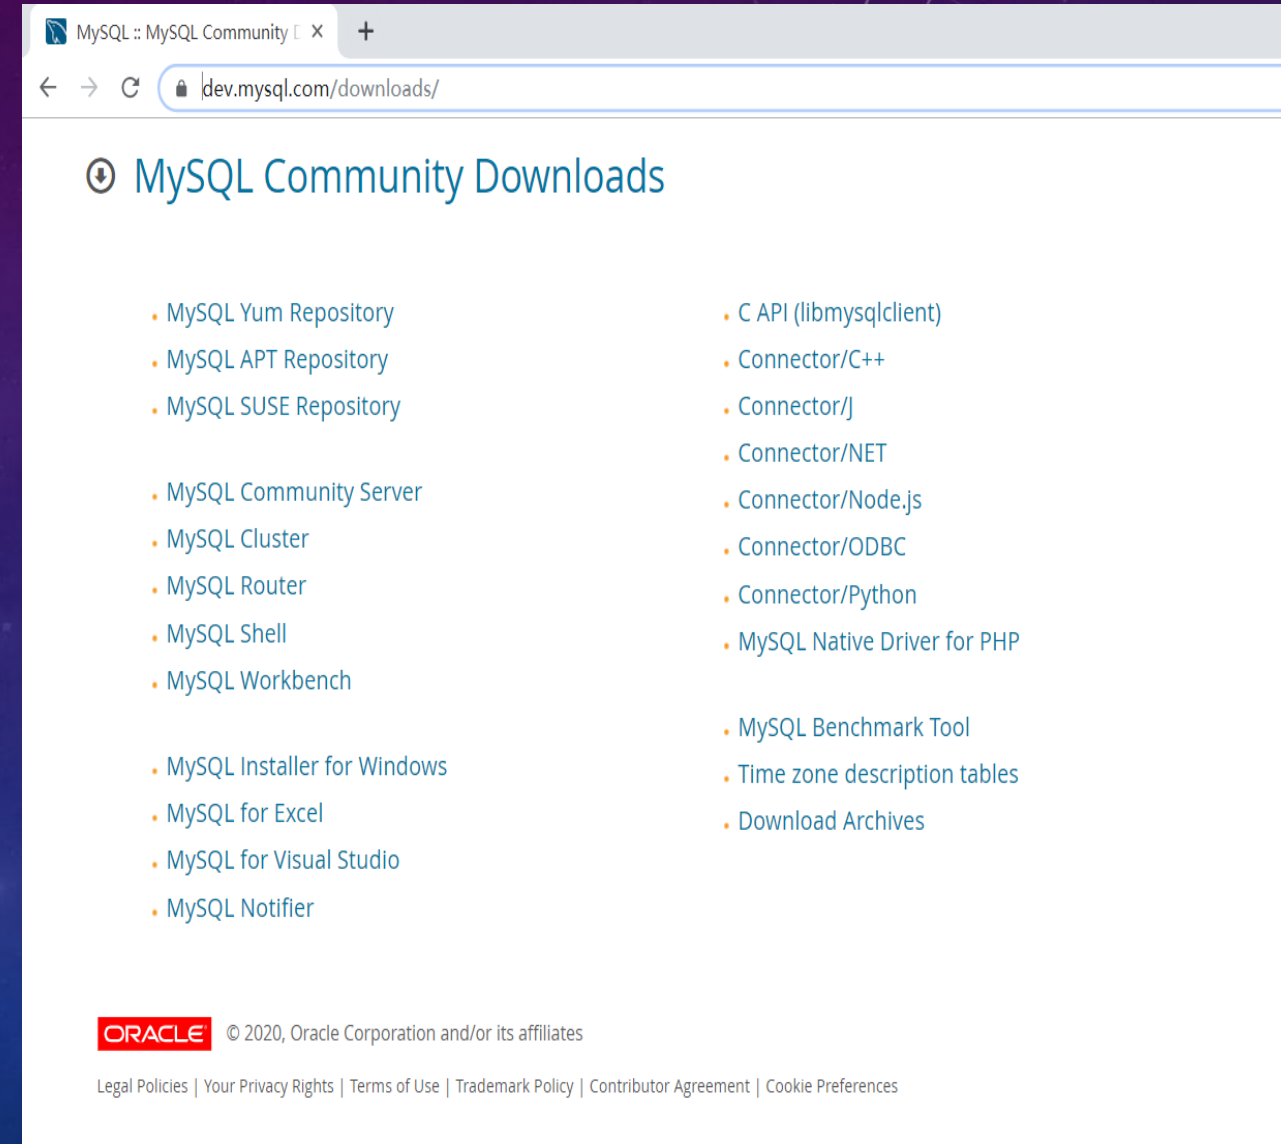 MySQL :: MySQL Community
dev.mysql.com/downloads/
MySQL Community Downloads
MySQL Yum Repository
MySQL APT Repository
MySQL SUSE Repository
MySQL Community Server
MySQL Cluster
MySQL Router
MySQL Shell
MySQL Workbench
MySQL Installer for Windows
MySQL for Excel
MySQL for Visual Studio
MySQL Notifier
C API (libmysqlclient)
Connector/C++
Connector/J
Connector/NET
Connector/Node.js
Connector/ODBC
Connector/Python
MySQL Native Driver for PHP
MySQL Benchmark Tool
Time zone description tables
Download Archives
ORACLE © 2020, Oracle Corporation and/or its affiliates
Legal Policies | Your Privacy Rights | Terms of Use | Trademark Policy | Contributor Agreement | Cookie Preferences